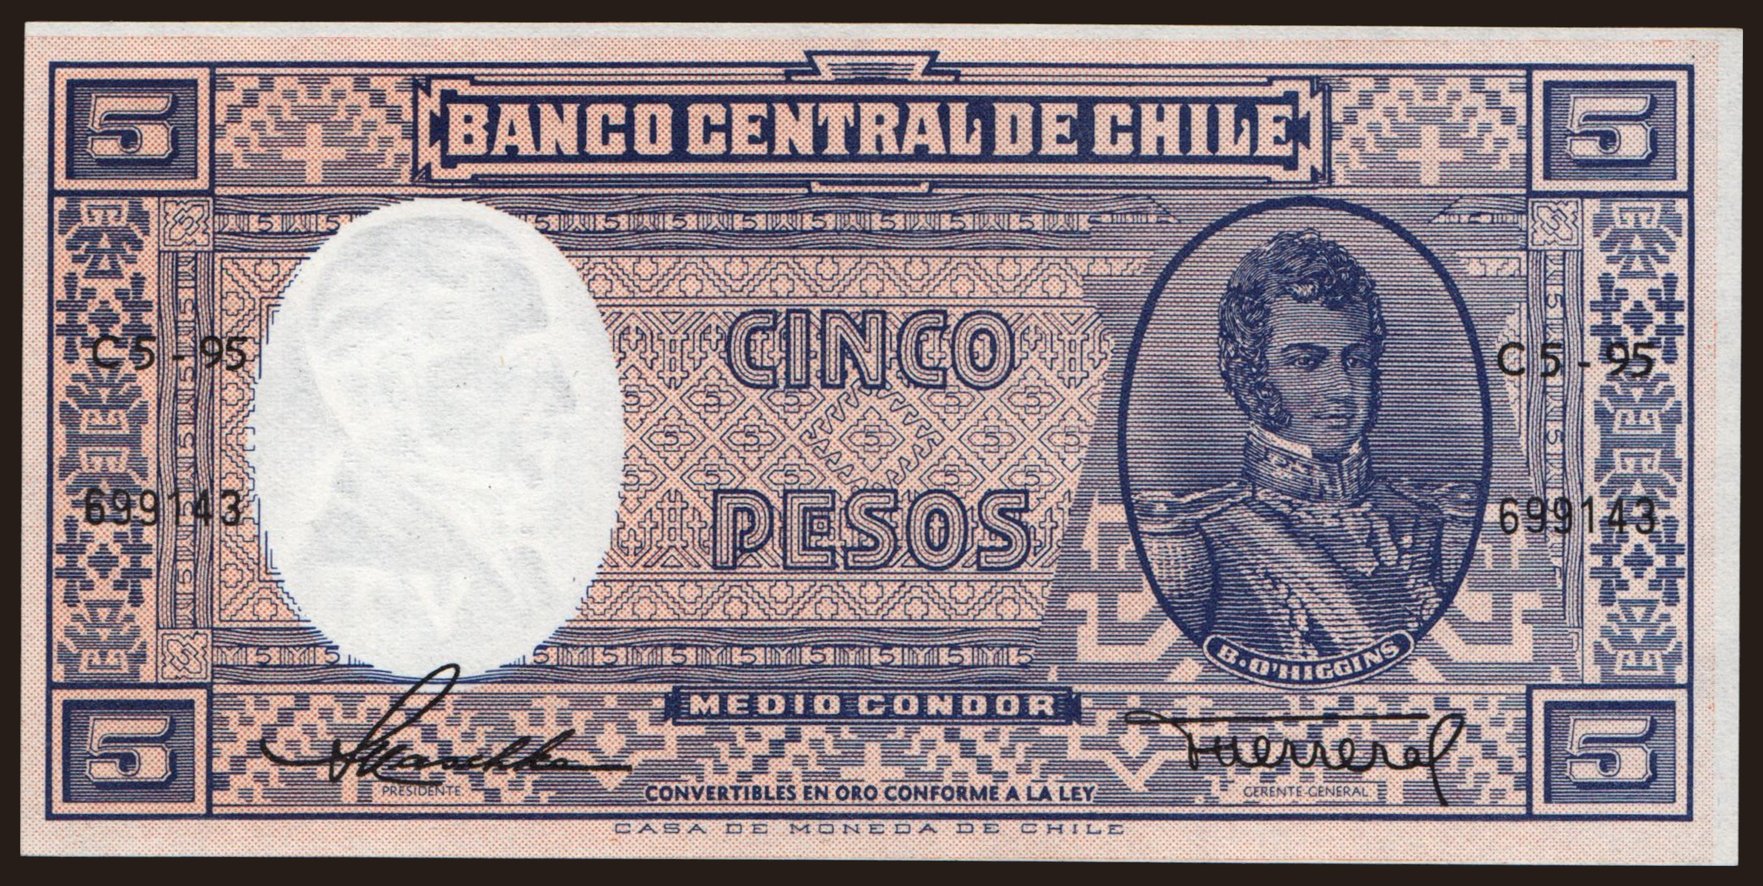 5 5
BANCO CENTRAL DE CHILE
C5-95 C5-95
CINCO
PESOS
699143 699143
B. O'HIGGINS
MEDIO CONDOR
PRESIDENTE
CONVERTIBLES EN ORO CONFORME A LA LEY
GERENTE GENERAL
5 5
CASA DE MONEDA DE CHILE